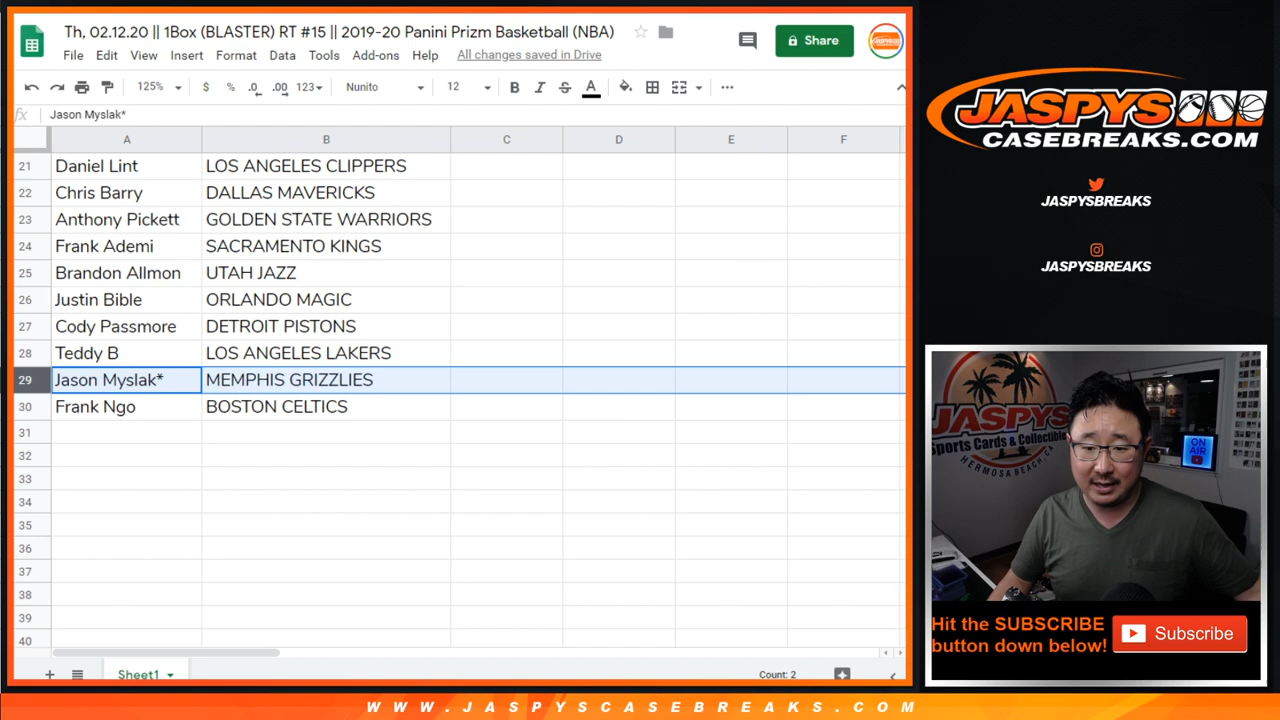 Th, 02.12.20 || 1Box (BLASTER) RT #15 || 2019-20 Panini Prizm Basketball (NBA)
File Edit View Insert Format Data Tools Add-ons Help All changes saved in Drive
Share
125% $ % .0 .00 123 Nunito 12 B I S A
fx Jason Myslak*
A B C D E F
21 Daniel Lint LOS ANGELES CLIPPERS
22 Chris Barry DALLAS MAVERICKS
23 Anthony Pickett GOLDEN STATE WARRIORS
24 Frank Ademi SACRAMENTO KINGS
25 Brandon Allmon UTAH JAZZ
26 Justin Bible ORLANDO MAGIC
27 Cody Passmore DETROIT PISTONS
28 Teddy B LOS ANGELES LAKERS
29 Jason Myslak* MEMPHIS GRIZZLIES
30 Frank Ngo BOSTON CELTICS
31
32
33
34
35
36
37
38
39
40
Sheet1 Count: 2
JASPYS
CASEBREAKS.COM
JASPYSBREAKS
JASPYSBREAKS
JASPYS
Sports Cards & Collectible
HERMOSA BEACH, CA
ON AIR
Hit the SUBSCRIBE
button down below!
Subscribe
WWW.JASPYSCASEBREAKS.COM